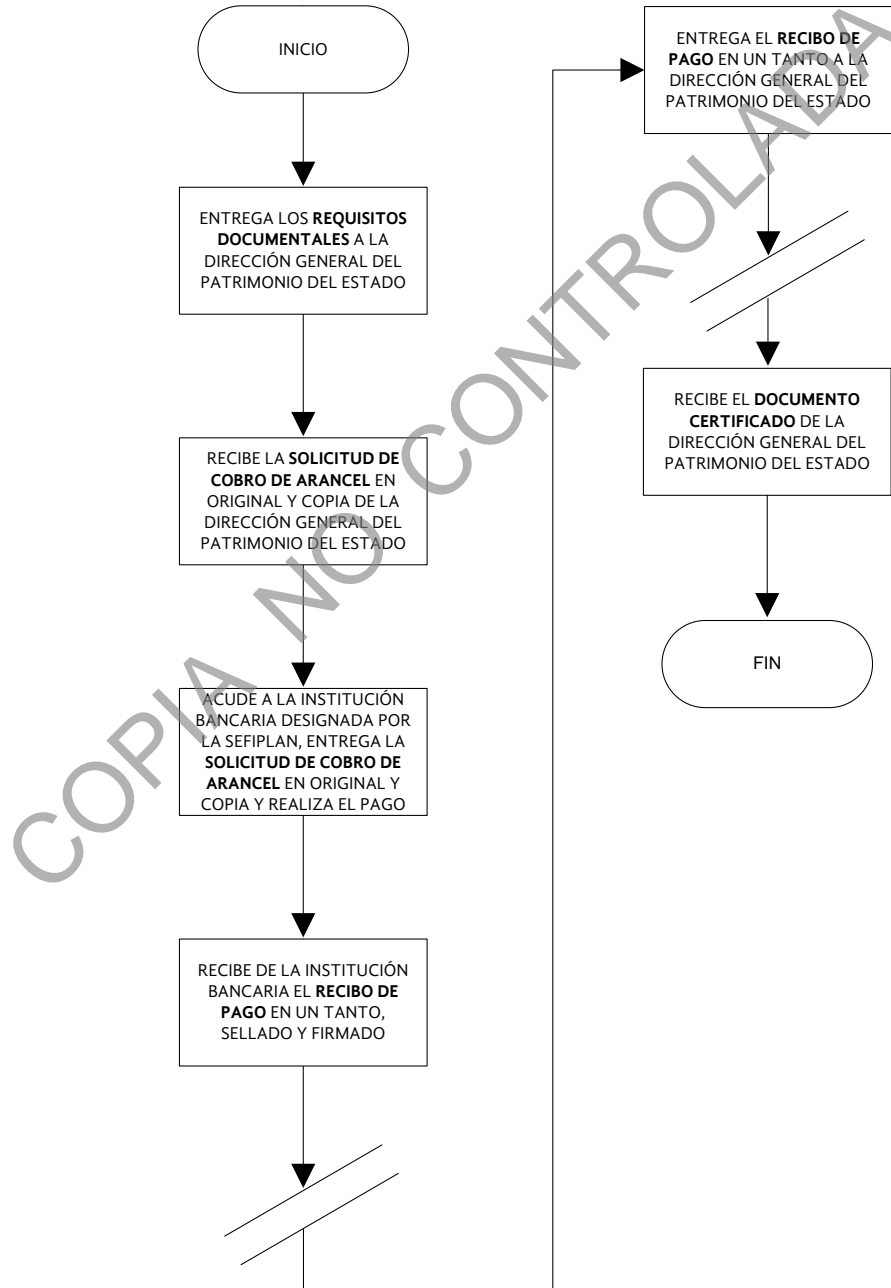 INICIO
ENTREGA LOS REQUISITOS
DOCUMENTALES A LA
DIRECCIÓN GENERAL DEL
PATRIMONIO DEL ESTADO
RECIBE LA SOLICITUD DE
COBRO DE ARANCEL EN
ORIGINAL Y COPIA DE LA
DIRECCIÓN GENERAL DEL
PATRIMONIO DEL ESTADO
ACUDE A LA INSTITUCIÓN
BANCARIA DESIGNADA POR
LA SEFIPLAN, ENTREGA LA
SOLICITUD DE COBRO DE
ARANCEL EN ORIGINAL Y
COPIA Y REALIZA EL PAGO
RECIBE DE LA INSTITUCIÓN
BANCARIA EL RECIBO DE
PAGO EN UN TANTO,
SELLADO Y FIRMADO
ENTREGA EL RECIBO DE
PAGO EN UN TANTO A LA
DIRECCIÓN GENERAL DEL
PATRIMONIO DEL ESTADO
RECIBE EL DOCUMENTO
CERTIFICADO DE LA
DIRECCIÓN GENERAL DEL
PATRIMONIO DEL ESTADO
FIN
COPIA NO CONTROLADA